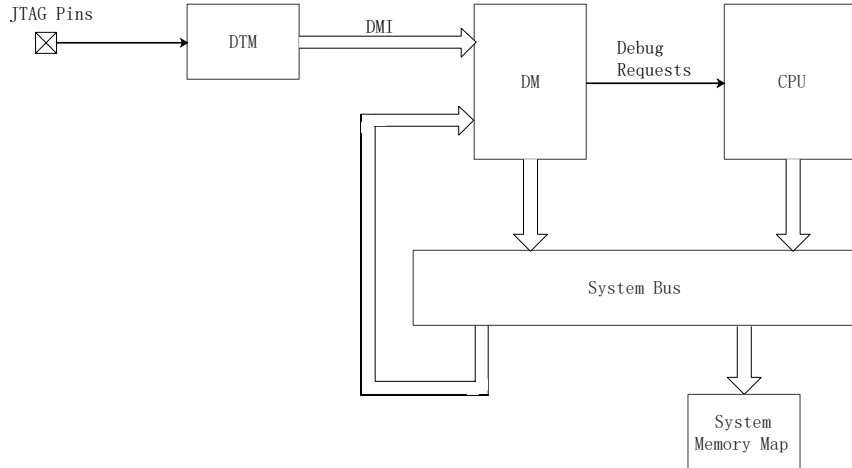 JTAG Pins
DTM
DMI
DM
Debug
Requests
CPU
System Bus
System
Memory Map